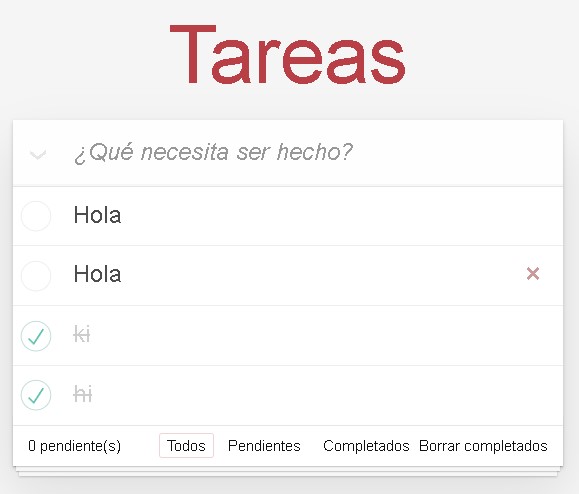 Tareas
¿Qué necesita ser hecho?
Hola
Hola
ki
hi
0 pendiente(s) Todos Pendientes Completados Borrar completados